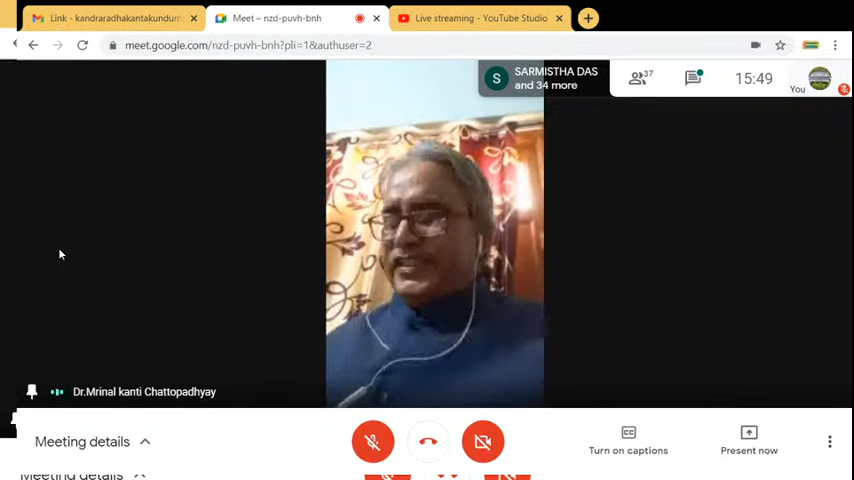 Link - kandraradhakantakundum
Meet – nzd-puvh-bnh
Live streaming - YouTube Studio
meet.google.com/nzd-puvh-bnh?pli=1&authuser=2
S
SARMISTHA DAS
and 34 more
37
15:49
You
Dr.Mrinal kanti Chattopadhyay
Meeting details
CC
Turn on captions
Present now
Meeting details